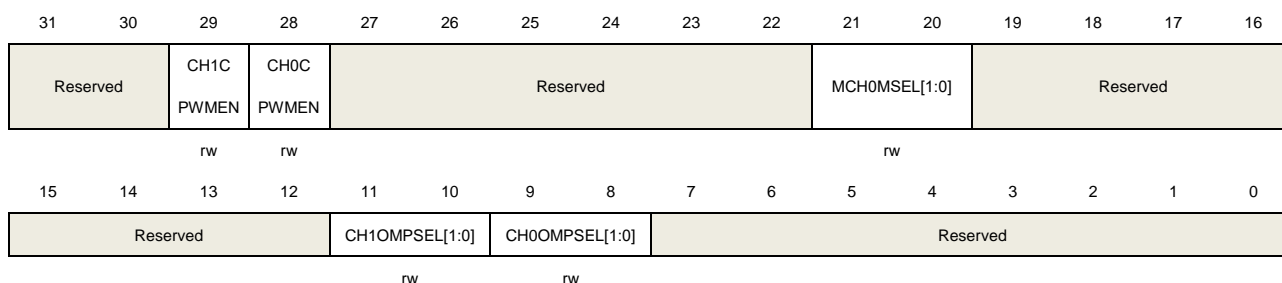 31 30 29 28 27 26 25 24 23 22 21 20 19 18 17 16
Reserved CH1C PWMEN CH0C PWMEN Reserved MCH0MSEL[1:0] Reserved
rw rw rw
15 14 13 12 11 10 9 8 7 6 5 4 3 2 1 0
Reserved CH1OMPSEL[1:0] CH0OMPSEL[1:0] Reserved
rw rw